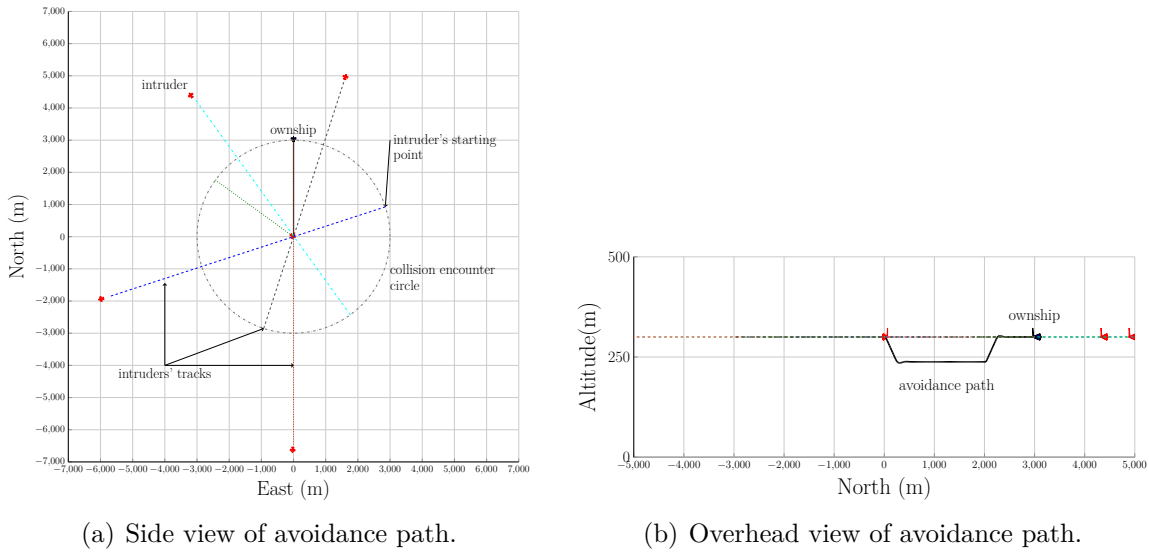 7,000
6,000
5,000
4,000
3,000
2,000
1,000
0
−1,000
−2,000
−3,000
−4,000
−5,000
−6,000
−7,000
North (m)
intruder
ownship
intruder's starting
point
collision encounter
circle
intruders' tracks
−7,000 −6,000 −5,000 −4,000 −3,000 −2,000 −1,000 0 1,000 2,000 3,000 4,000 5,000 6,000 7,000
East (m)
(a) Side view of avoidance path.
500
250
0
Altitude(m)
ownship
avoidance path
−5,000 −4,000 −3,000 −2,000 −1,000 0 1,000 2,000 3,000 4,000 5,000
North (m)
(b) Overhead view of avoidance path.